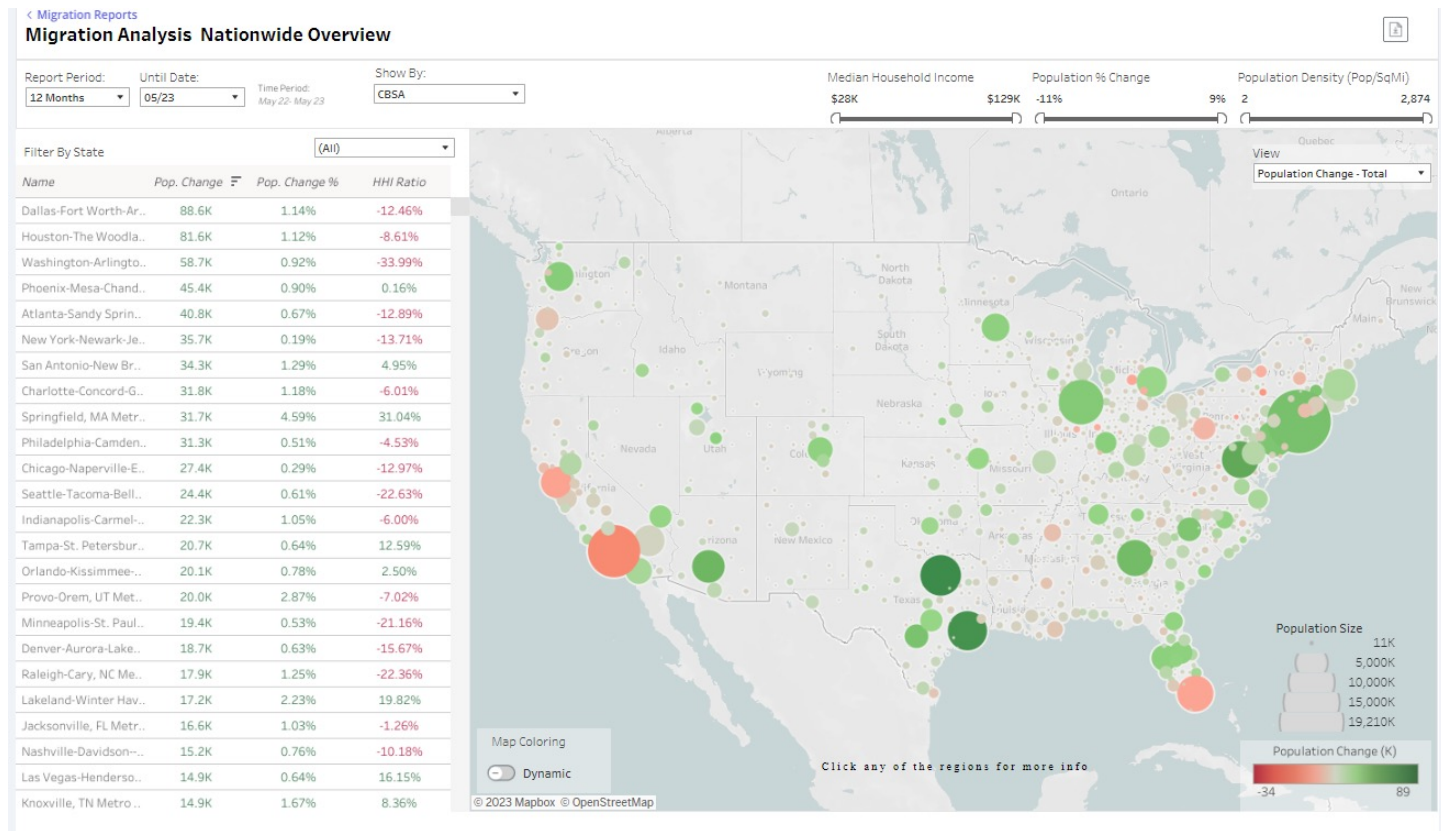 < Migration Reports
Migration Analysis Nationwide Overview
Report Period: Until Date: Time Period: Show By:
12 Months 05/23 May 22- May 23 CBSA
Median Household Income Population % Change Population Density (Pop/SqMi)
$28K $129K -11% 9% 2 2,874
Filter By State (All)
Name Pop. Change Pop. Change % HHI Ratio
Dallas-Fort Worth-Ar.. 88.6K 1.14% -12.46%
Houston-The Woodla.. 81.6K 1.12% -8.61%
Washington-Arlingto.. 58.7K 0.92% -33.99%
Phoenix-Mesa-Chand.. 45.4K 0.90% 0.16%
Atlanta-Sandy Sprin.. 40.8K 0.67% -12.89%
New York-Newark-Je.. 35.7K 0.19% -13.71%
San Antonio-New Br.. 34.3K 1.29% 4.95%
Charlotte-Concord-G.. 31.8K 1.18% -6.01%
Springfield, MA Metr.. 31.7K 4.59% 31.04%
Philadelphia-Camden.. 31.3K 0.51% -4.53%
Chicago-Naperville-E.. 27.4K 0.29% -12.97%
Seattle-Tacoma-Bell.. 24.4K 0.61% -22.63%
Indianapolis-Carmel-.. 22.3K 1.05% -6.00%
Tampa-St. Petersbur.. 20.7K 0.64% 12.59%
Orlando-Kissimmee-.. 20.1K 0.78% 2.50%
Provo-Orem, UT Met.. 20.0K 2.87% -7.02%
Minneapolis-St. Paul.. 19.4K 0.53% -21.16%
Denver-Aurora-Lake.. 18.7K 0.63% -15.67%
Raleigh-Cary, NC Me.. 17.9K 1.25% -22.36%
Lakeland-Winter Hav.. 17.2K 2.23% 19.82%
Jacksonville, FL Metr.. 16.6K 1.03% -1.26%
Nashville-Davidson--.. 15.2K 0.76% -10.18%
Las Vegas-Henderso.. 14.9K 0.64% 16.15%
Knoxville, TN Metro .. 14.9K 1.67% 8.36%
Alberta
Quebec
View
Population Change - Total
Ontario
North
Dakota
Montana
New
Brunswick
South
Dakota
Idaho
Nebraska
Nevada
Utah
Kansas
Missouri
West
Virginia
New Mexico
Texas
Population Size
11K
5,000K
10,000K
15,000K
19,210K
Map Coloring
Dynamic
Click any of the regions for more info
Population Change (K)
-34 89
© 2023 Mapbox © OpenStreetMap